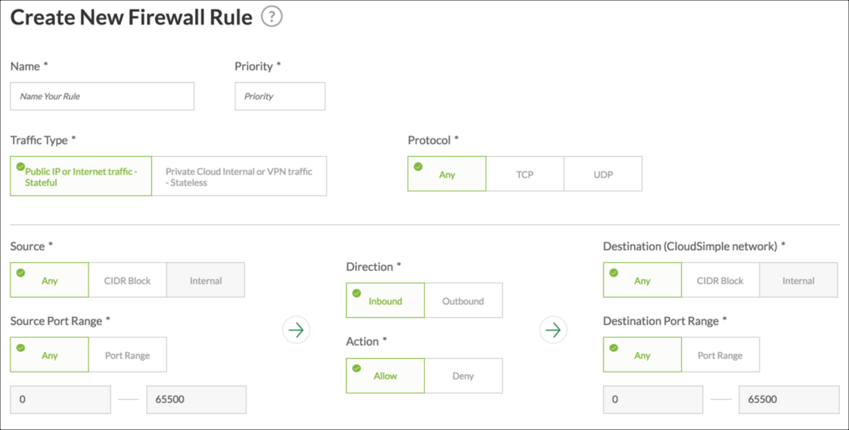 Create New Firewall Rule ?
Name *
Priority *
Name Your Rule
Priority
Traffic Type *
Protocol *
Public IP or Internet traffic -
Stateful
Private Cloud Internal or VPN traffic
- Stateless
Any
TCP
UDP
Source *
Any
CIDR Block
Internal
Source Port Range *
Any
Port Range
0
65500
Direction *
Inbound
Outbound
Action *
Allow
Deny
Destination (CloudSimple network) *
Any
CIDR Block
Internal
Destination Port Range *
Any
Port Range
0
65500